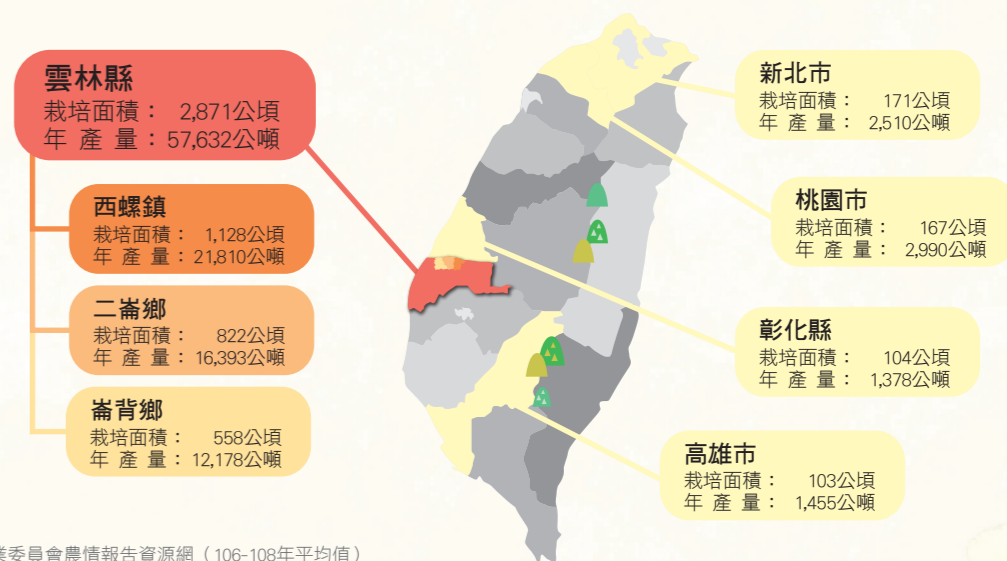 雲林縣
栽培面積： 2,871公頃
年 產 量：57,632公噸
西螺鎮
栽培面積： 1,128公頃
年 產 量：21,810公噸
二崙鄉
栽培面積： 822公頃
年 產 量：16,393公噸
崙背鄉
栽培面積： 558公頃
年 產 量：12,178公噸
新北市
栽培面積： 171公頃
年 產 量： 2,510公噸
桃園市
栽培面積： 167公頃
年 產 量： 2,990公噸
彰化縣
栽培面積： 104公頃
年 產 量： 1,378公噸
高雄市
栽培面積： 103公頃
年 產 量： 1,455公噸
業委員會農情報告資源網（106-108年平均值）